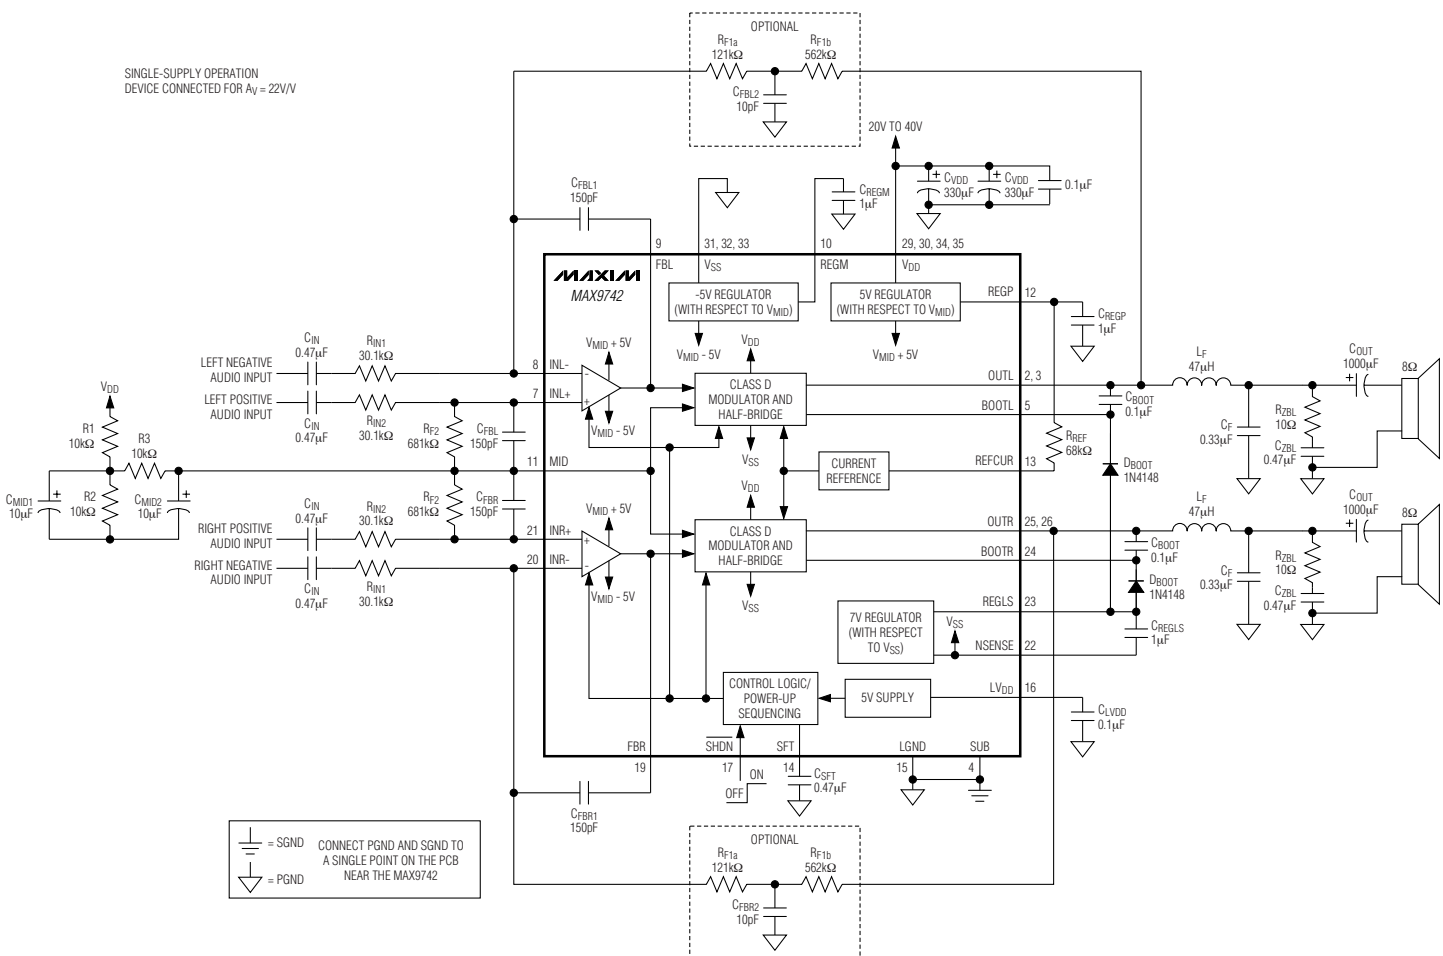 SINGLE-SUPPLY OPERATION
DEVICE CONNECTED FOR AV = 22V/V
OPTIONAL
RF1a
121kΩ
RF1b
562kΩ
CFBL2
10pF
20V TO 40V
CVDD
330µF
CVDD
330µF
0.1µF
CFBL1
150pF
CREGM
1µF
9
31, 32, 33
10
29, 30, 34, 35
FBL
VSS
REGM
VDD
MAXIM
MAX9742
-5V REGULATOR
(WITH RESPECT TO VMID)
5V REGULATOR
(WITH RESPECT TO VMID)
REGP
12
CREGP
1µF
VMID - 5V
VMID + 5V
CIN
0.47µF
RIN1
30.1kΩ
LEFT NEGATIVE
AUDIO INPUT
8
INL-
VMID + 5V
VDD
CLASS D
MODULATOR AND
HALF-BRIDGE
OUTL
2, 3
LF
47µH
COUT
1000µF
8Ω
LEFT POSITIVE
AUDIO INPUT
CIN
0.47µF
RIN2
30.1kΩ
7
INL+
VMID - 5V
VSS
BOOTL
5
CBOOT
0.1µF
CF
0.33µF
RZBL
10Ω
CZBL
0.47µF
VDD
R1
10kΩ
R3
10kΩ
RF2
681kΩ
CFBL
150pF
11
MID
CURRENT
REFERENCE
REFCUR
13
RREF
68kΩ
DBOOT
1N4148
CMID1
10µF
R2
10kΩ
CMID2
10µF
CIN
0.47µF
RIN2
30.1kΩ
RF2
681kΩ
CFBR
150pF
RIGHT POSITIVE
AUDIO INPUT
21
INR+
VMID + 5V
VDD
CLASS D
MODULATOR AND
HALF-BRIDGE
OUTR
25, 26
LF
47µH
COUT
1000µF
8Ω
RIGHT NEGATIVE
AUDIO INPUT
CIN
0.47µF
RIN1
30.1kΩ
20
INR-
VMID - 5V
VSS
BOOTR
24
CBOOT
0.1µF
DBOOT
1N4148
CF
0.33µF
RZBL
10Ω
CZBL
0.47µF
7V REGULATOR
(WITH RESPECT
TO VSS)
VSS
REGLS
23
NSENSE
22
CREGLS
1µF
CONTROL LOGIC/
POWER-UP
SEQUENCING
5V SUPPLY
LVDD
16
CLVDD
0.1µF
FBR
SHDN
SFT
LGND
SUB
19
17
14
15
4
OFF
ON
CSFT
0.47µF
CFBR1
150pF
= SGND
= PGND
CONNECT PGND AND SGND TO
A SINGLE POINT ON THE PCB
NEAR THE MAX9742
OPTIONAL
RF1a
121kΩ
RF1b
562kΩ
CFBR2
10pF